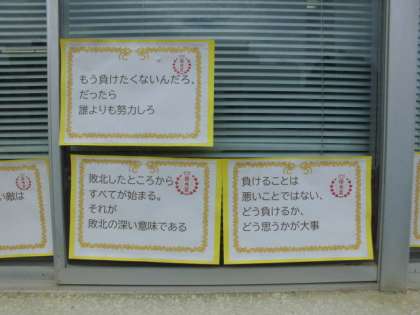 もう負けたくないんだろ、
だったら
誰よりも努力しろ
い敵は
敗北したところから
すべてが始まる。
それが
敗北の深い意味である
負けることは
悪いことではない、
どう負けるか、
どう思うかが大事